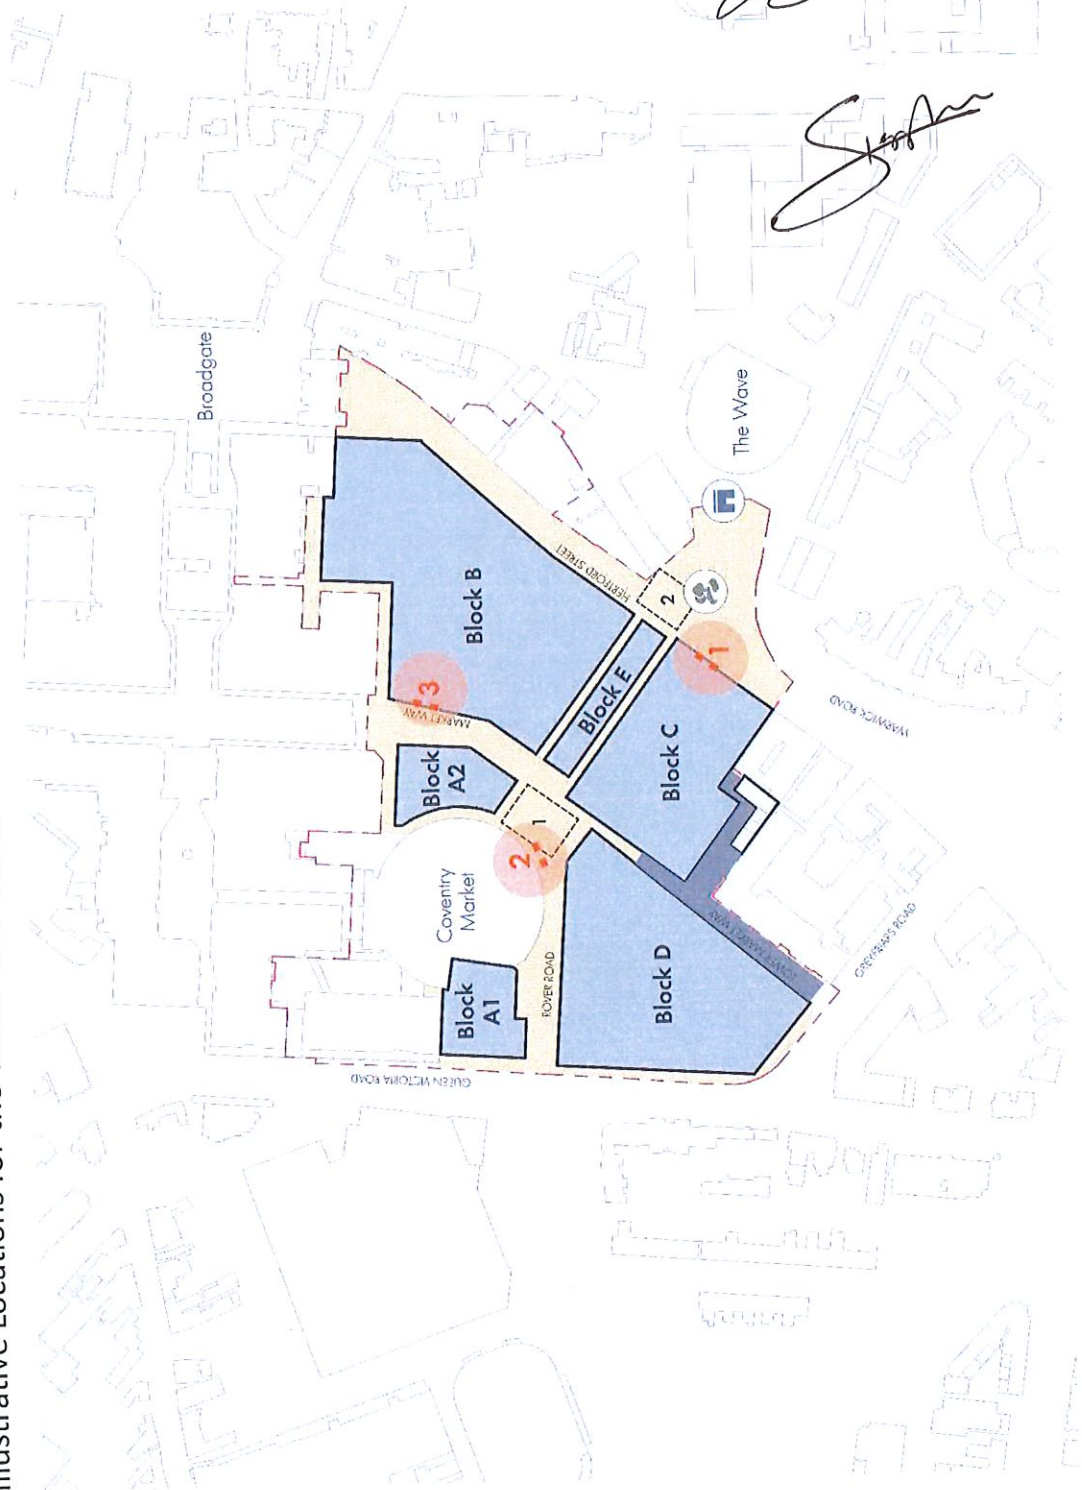 Illustrative Locations for the
Broadgate
QUEEN VICTORIA ROAD
Coventry
Market
Block
A1
Block
A2
MARKET WAY
3
Block B
ROVER ROAD
2
1
HERTFORD STREET
Block E
2
1
Block D
Block C
LOWER MARKET WAY
The Wave
GREYFRIARS ROAD
WARWICK ROAD